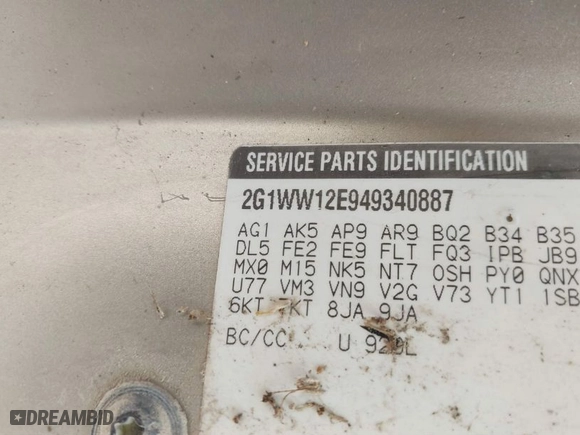 SERVICE PARTS IDENTIFICATION
2G1WW12E949340887
AG1 AK5 AP9 AR9 BQ2 B34 B35
DL5 FE2 FE9 FLT FQ3 IPB JB9
MX0 M15 NK5 NT7 OSH PY0 QNX
U77 VM3 VN9 V2G V73 YT1 1SB
6KT 7KT 8JA 9JA
BC/CC U
DREAMBID